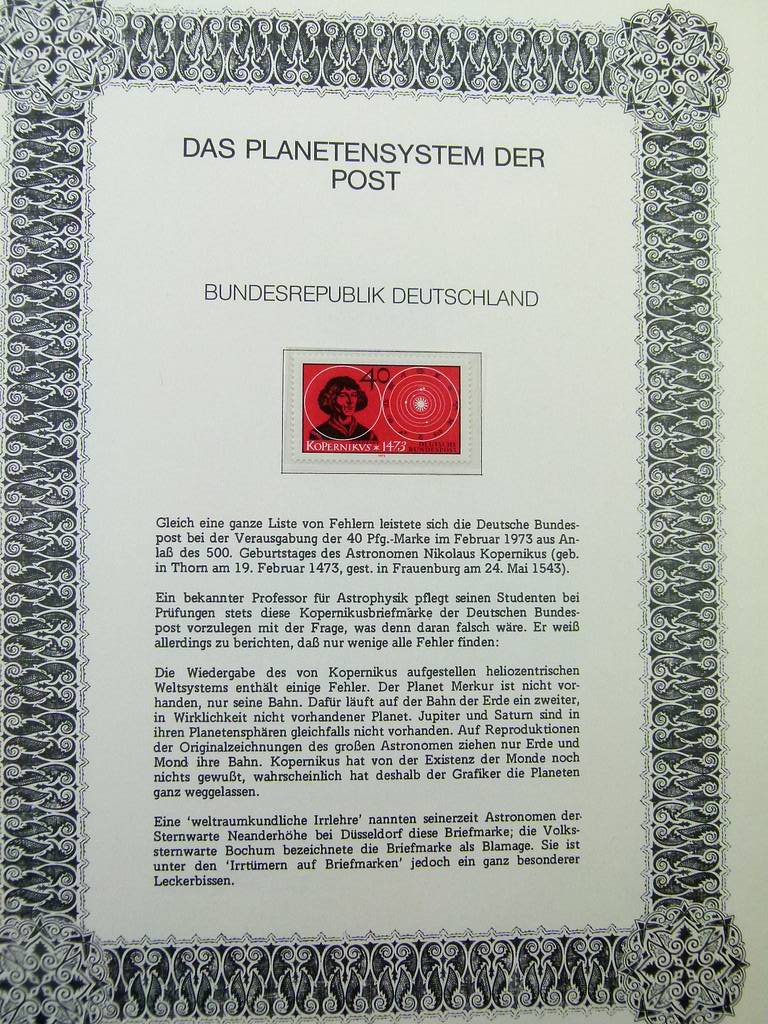 DAS PLANETENSYSTEM DER
POST
BUNDESREPUBLIK DEUTSCHLAND
40
KOPERNIKVS * 1473
DEUTSCHE
BUNDESPOST
Gleich eine ganze Liste von Fehlern leistete sich die Deutsche Bundes-
post bei der Verausgabung der 40 Pfg.-Marke im Februar 1973 aus An-
laß des 500. Geburtstages des Astronomen Nikolaus Kopernikus (geb.
in Thorn am 19. Februar 1473, gest. in Frauenburg am 24. Mai 1543).
Ein bekannter Professor für Astrophysik pflegt seinen Studenten bei
Prüfungen stets diese Kopernikusbriefmarke der Deutschen Bundes-
post vorzulegen mit der Frage, was denn daran falsch wäre. Er weiß
allerdings zu berichten, daß nur wenige alle Fehler finden:
Die Wiedergabe des von Kopernikus aufgestellen heliozentrischen
Weltsystems enthält einige Fehler. Der Planet Merkur ist nicht vor-
handen, nur seine Bahn. Dafür läuft auf der Bahn der Erde ein zweiter,
in Wirklichkeit nicht vorhandener Planet. Jupiter und Saturn sind in
ihren Planetensphären gleichfalls nicht vorhanden. Auf Reproduktionen
der Originalzeichnungen des großen Astronomen ziehen nur Erde und
Mond ihre Bahn. Kopernikus hat von der Existenz der Monde noch
nichts gewußt, wahrscheinlich hat deshalb der Grafiker die Planeten
ganz weggelassen.
Eine 'weltraumkundliche Irrlehre' nannten seinerzeit Astronomen der
Sternwarte Neanderhöhe bei Düsseldorf diese Briefmarke; die Volks-
sternwarte Bochum bezeichnete die Briefmarke als Blamage. Sie ist
unter den 'Irrtümern auf Briefmarken' jedoch ein ganz besonderer
Leckerbissen.